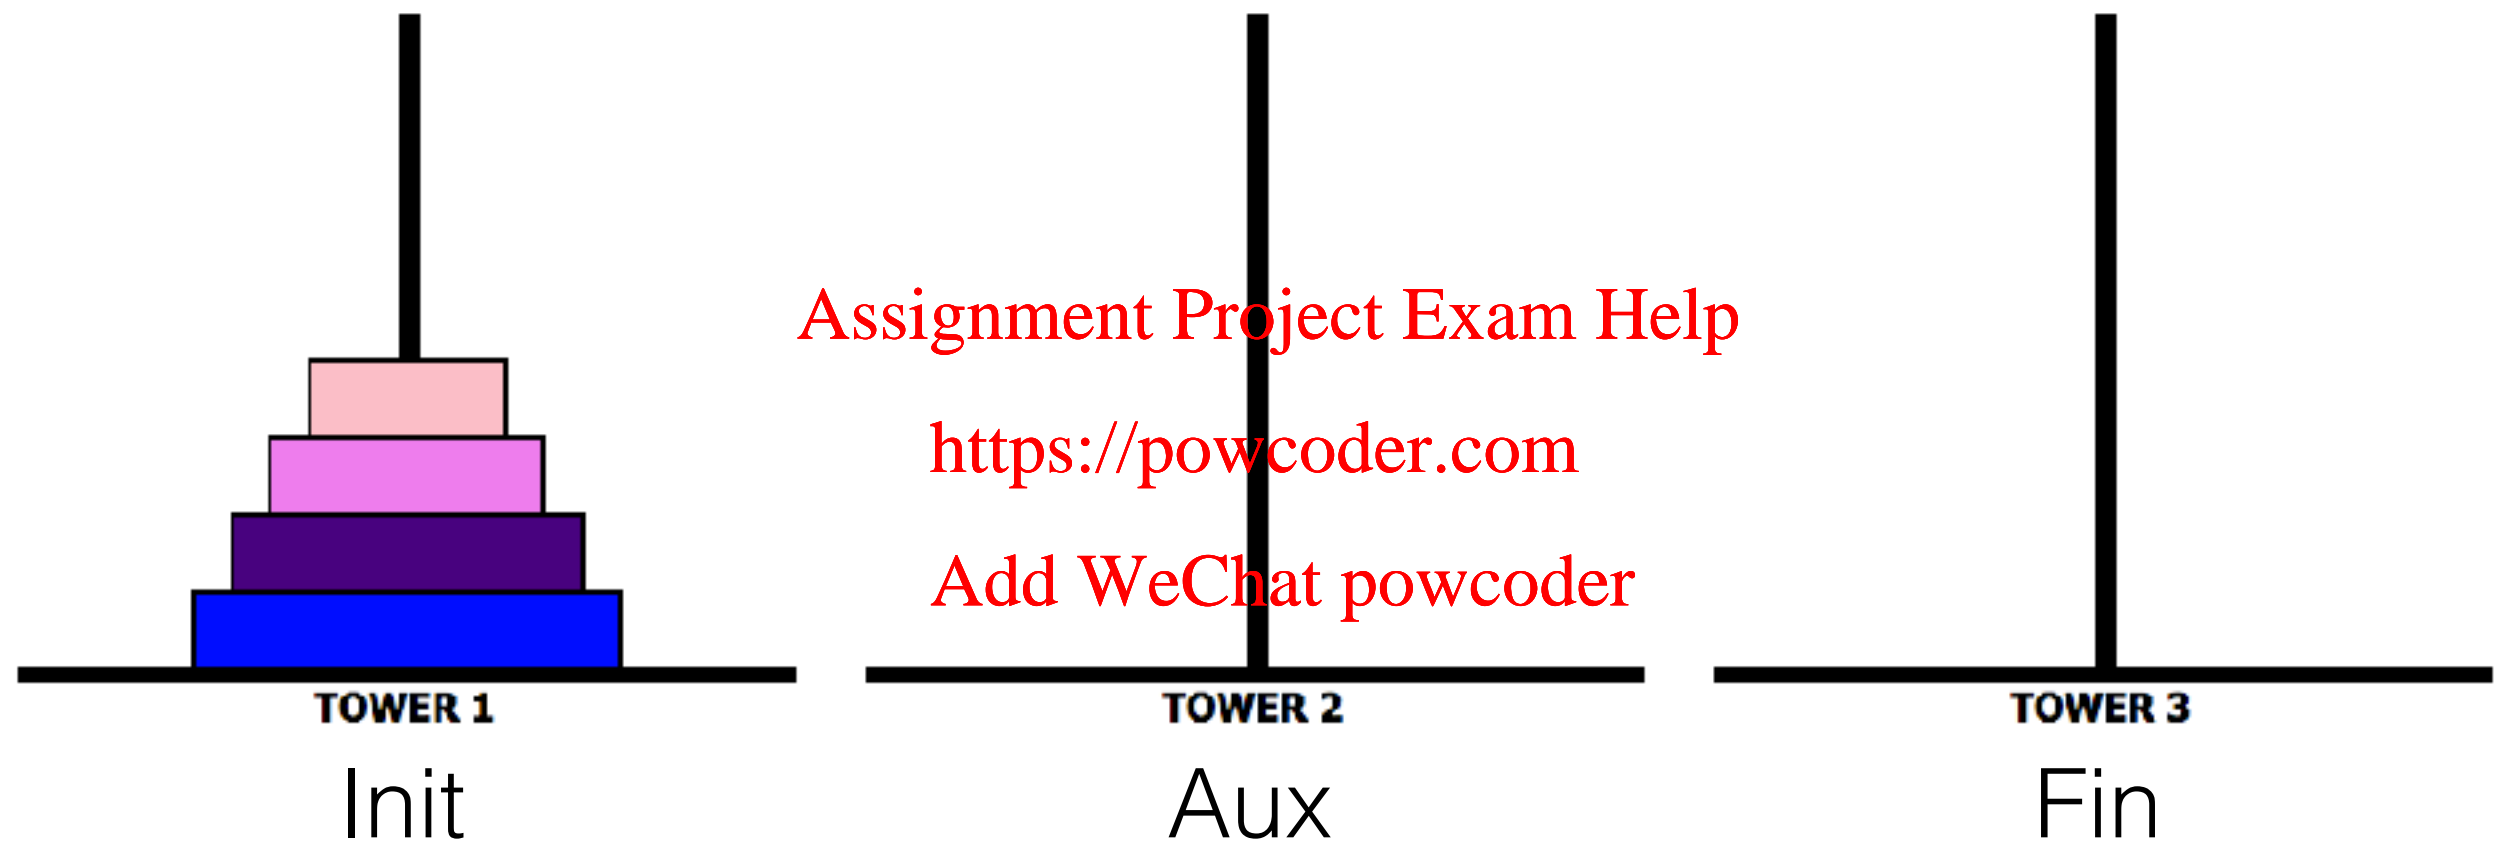 Assignment Project Exam Help
https://powcoder.com
Add WeChat powcoder
TOWER 1
TOWER 2
TOWER 3
Init
Aux
Fin